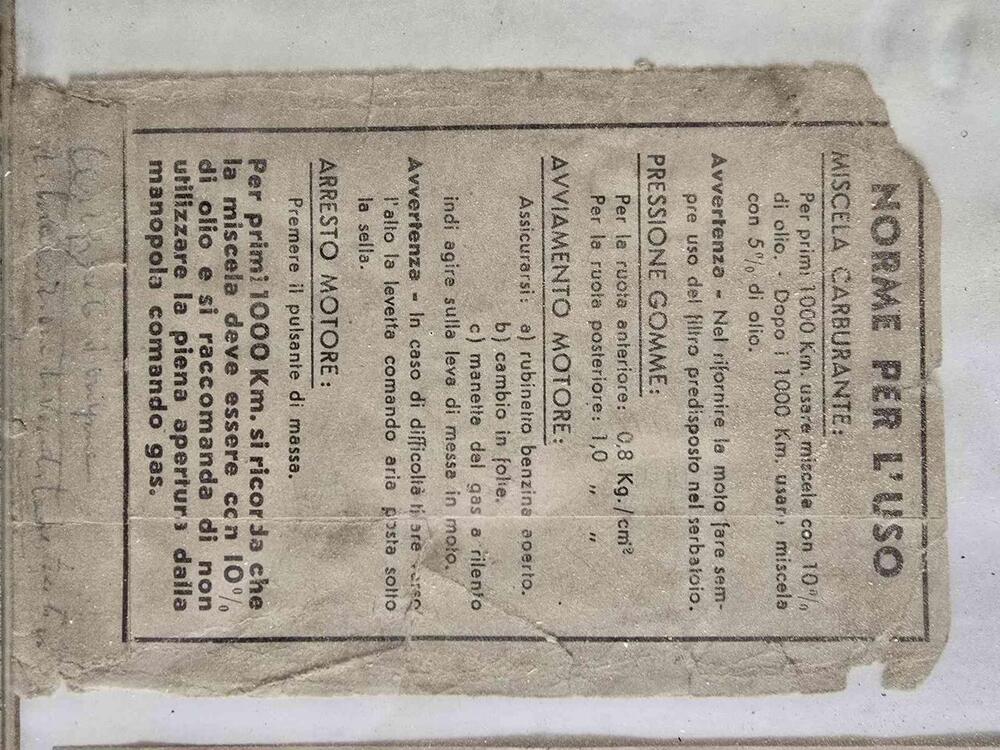 NORME PER L'USO
MISCELA CARBURANTE:
Per primi 1000 Km. usare miscela con 10%
di olio. - Dopo i 1000 Km. usare miscela
con 5% di olio.
Avvertenza - Nel rifornire la moto fare sem-
pre uso del filtro predisposto nel serbatoio.
PRESSIONE GOMME:
Per la ruota anteriore: 0,8 Kg./cm²
Per la ruota posteriore: 1,0 " "
AVVIAMENTO MOTORE:
Assicurarsi: a) rubinetto benzina aperto.
b) cambio in folle.
c) manetta del gas a rilento
indi agire sulla leva di messa in moto.
Avvertenza - In caso di difficoltà tirare verso
l'alto la levetta comando aria posta sotto
la sella.
ARRESTO MOTORE:
Premere il pulsante di massa.
Per primi 1000 Km. si ricorda che
la miscela deve essere con 10%
di olio e si raccomanda di non
utilizzare la piena apertura dalla
manopola comando gas.